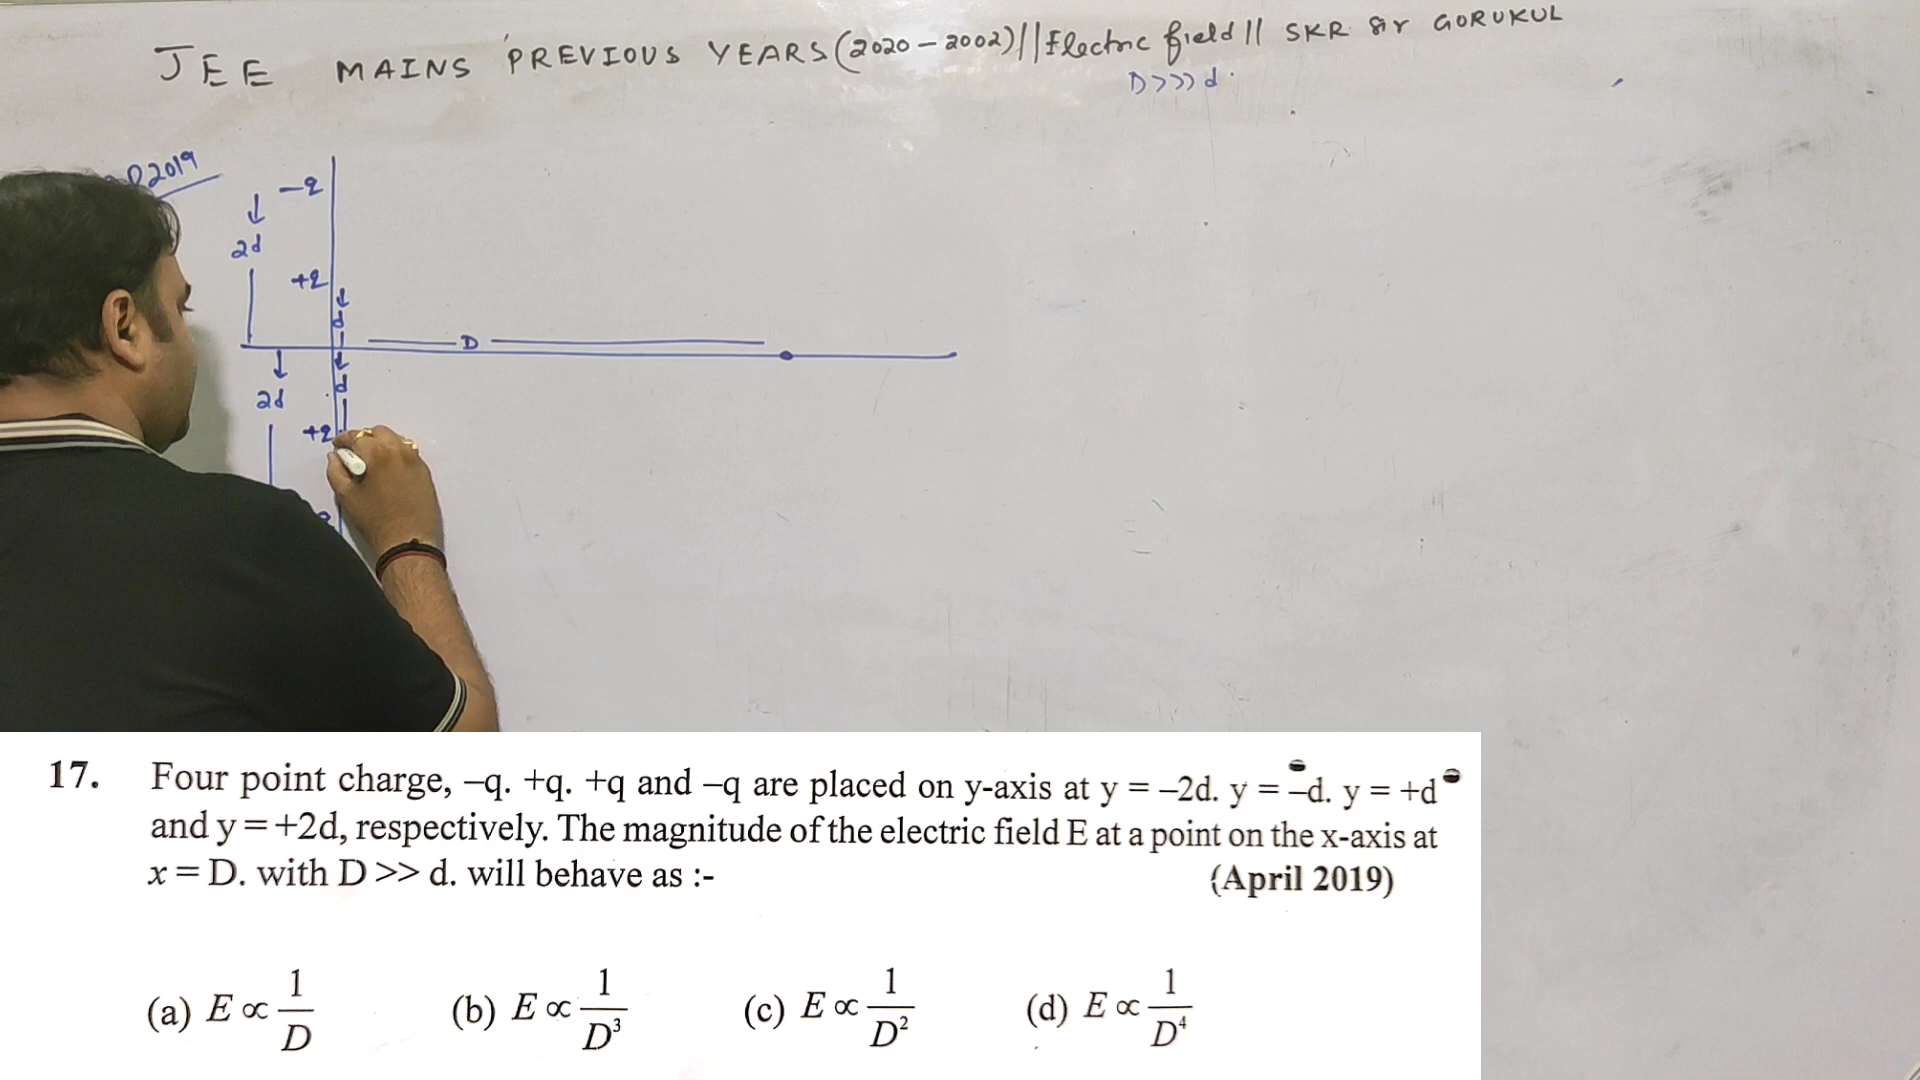 JEE MAINS PREVIOUS YEARS (2020-2002)||Electric field|| SKR Sir GORUKUL
D>>>d.
2019
-q
2d
+q
d
D
d
2d
+q
17. Four point charge, –q. +q. +q and –q are placed on y-axis at y = –2d. y = –d. y = +d
and y = +2d, respectively. The magnitude of the electric field E at a point on the x-axis at
x = D. with D >> d. will behave as :- (April 2019)
(a) E ∝ 1/D (b) E ∝ 1/D³ (c) E ∝ 1/D² (d) E ∝ 1/D⁴